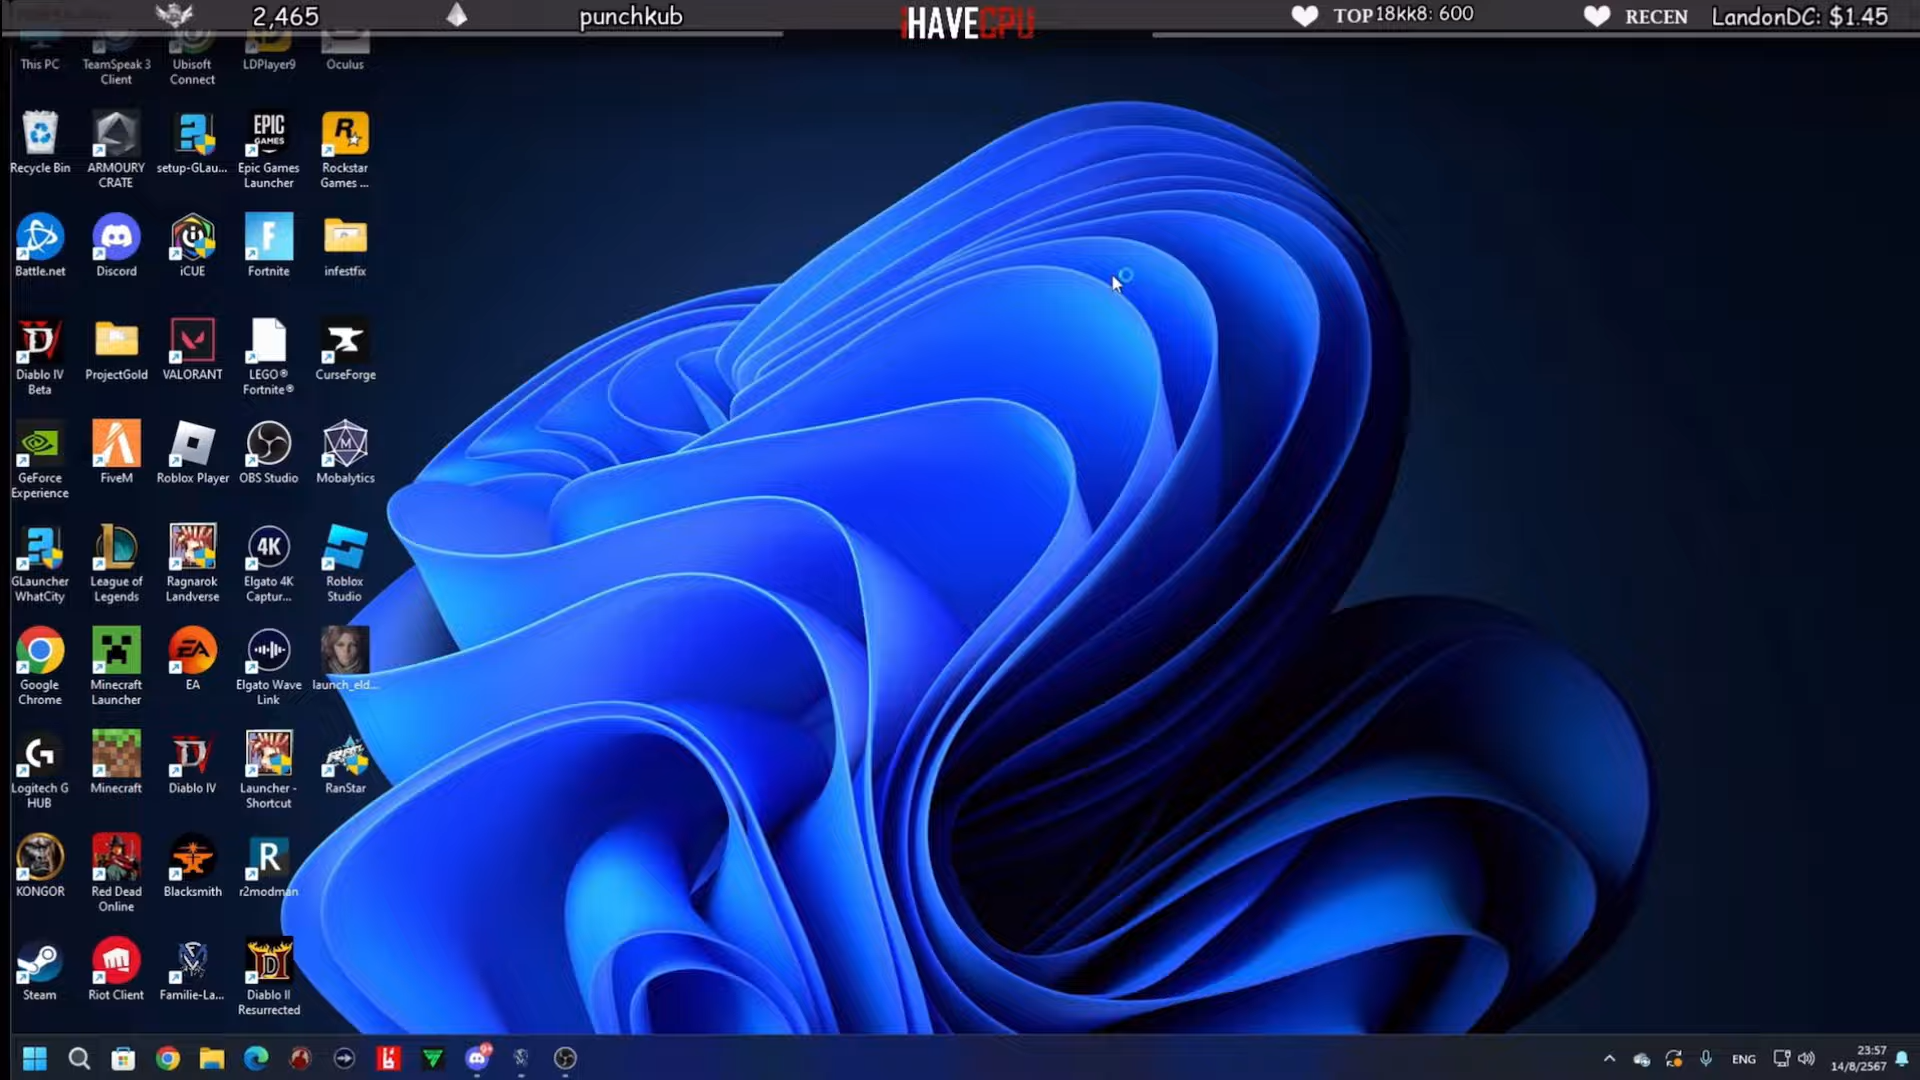 2,465
punchkub
iHAVECPU
TOP 18kk8: 600
RECEN LandonDC: $1.45
This PC
TeamSpeak 3
Client
Ubisoft
Connect
LDPlayer9
Oculus
Recycle Bin
ARMOURY
CRATE
setup-GLau...
EPIC
GAMES
Epic Games
Launcher
Rockstar
Games ...
Battle.net
Discord
iCUE
Fortnite
infestfix
Diablo IV
Beta
ProjectGold
VALORANT
LEGO®
Fortnite®
CurseForge
GeForce
Experience
FiveM
Roblox Player
OBS Studio
Mobalytics
GLauncher
WhatCity
League of
Legends
Ragnarok
Landverse
4K
Elgato 4K
Captur...
Roblox
Studio
Google
Chrome
Minecraft
Launcher
EA
EA
Elgato Wave
Link
launch_eld...
Logitech G
HUB
Minecraft
Diablo IV
Launcher -
Shortcut
RanStar
KONGOR
Red Dead
Online
Blacksmith
R
r2modman
Steam
Riot Client
Familie-La...
Diablo II
Resurrected
ENG
23:57
14/8/2567